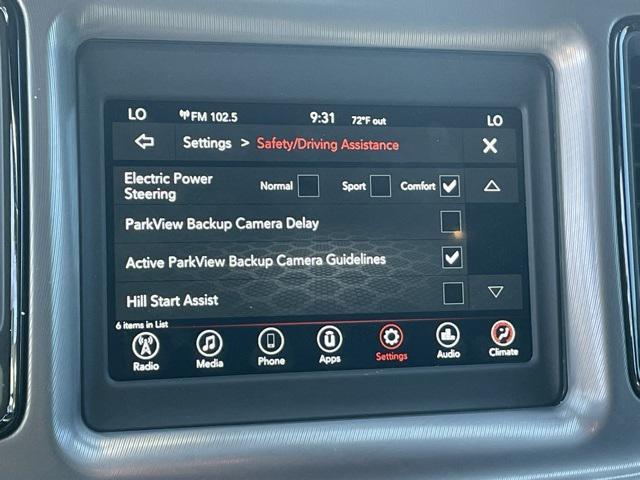 LO FM 102.5 9:31 72°F out LO
Settings > Safety/Driving Assistance
Electric Power Steering Normal Sport Comfort
ParkView Backup Camera Delay
Active ParkView Backup Camera Guidelines
Hill Start Assist
6 items in List
Radio Media Phone Apps Settings Audio Climate